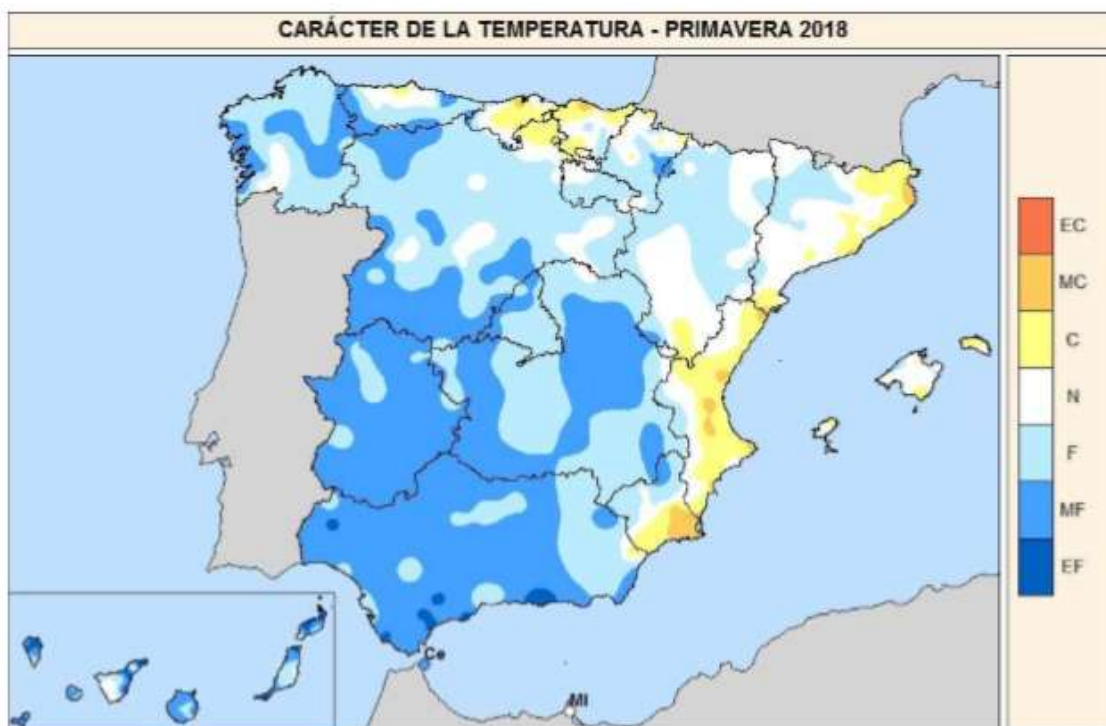 CARÁCTER DE LA TEMPERATURA - PRIMAVERA 2018
EC
MC
C
N
F
MF
EF
Ce
Ml